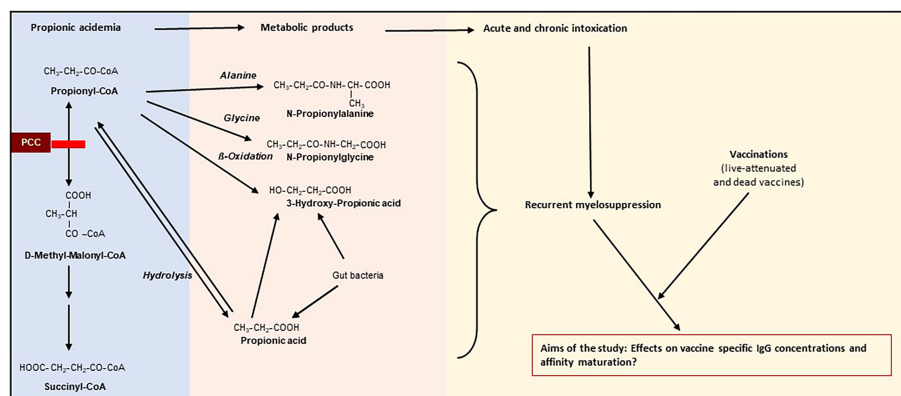 Propionic acidemia
Metabolic products
Acute and chronic intoxication
CH₃–CH₂–CO-CoA
Propionyl-CoA
PCC
COOH
CH₃–CH
CO –CoA
D-Methyl-Malonyl-CoA
HOOC-CH₂–CH₂–CO-CoA
Succinyl-CoA
Alanine
CH₃–CH₂–CO–NH–CH–COOH
CH₃
N-Propionylalanine
Glycine
CH₃–CH₂–CO–NH–CH₂–COOH
N-Propionylglycine
ß-Oxidation
HO-CH₂–CH₂–COOH
3-Hydroxy-Propionic acid
Gut bacteria
Hydrolysis
CH₃–CH₂–COOH
Propionic acid
Recurrent myelosuppression
Vaccinations
(live-attenuated
and dead vaccines)
Aims of the study: Effects on vaccine specific IgG concentrations and
affinity maturation?